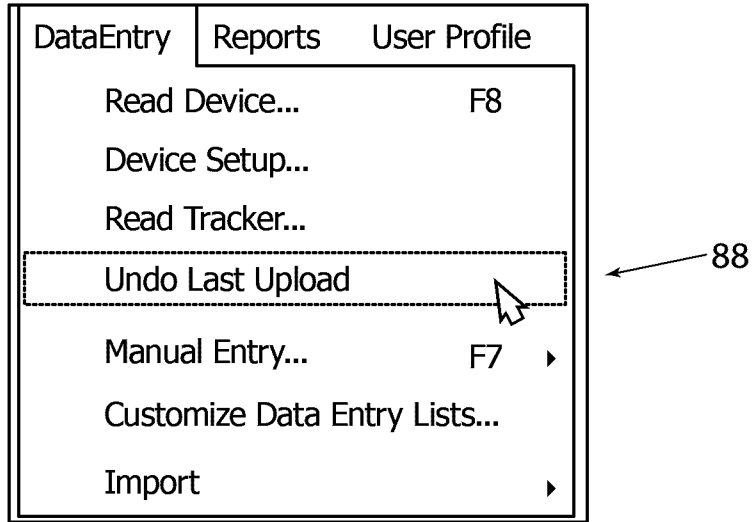 DataEntry Reports User Profile
Read Device... F8
Device Setup...
Read Tracker...
Undo Last Upload
88
Manual Entry... F7
Customize Data Entry Lists...
Import